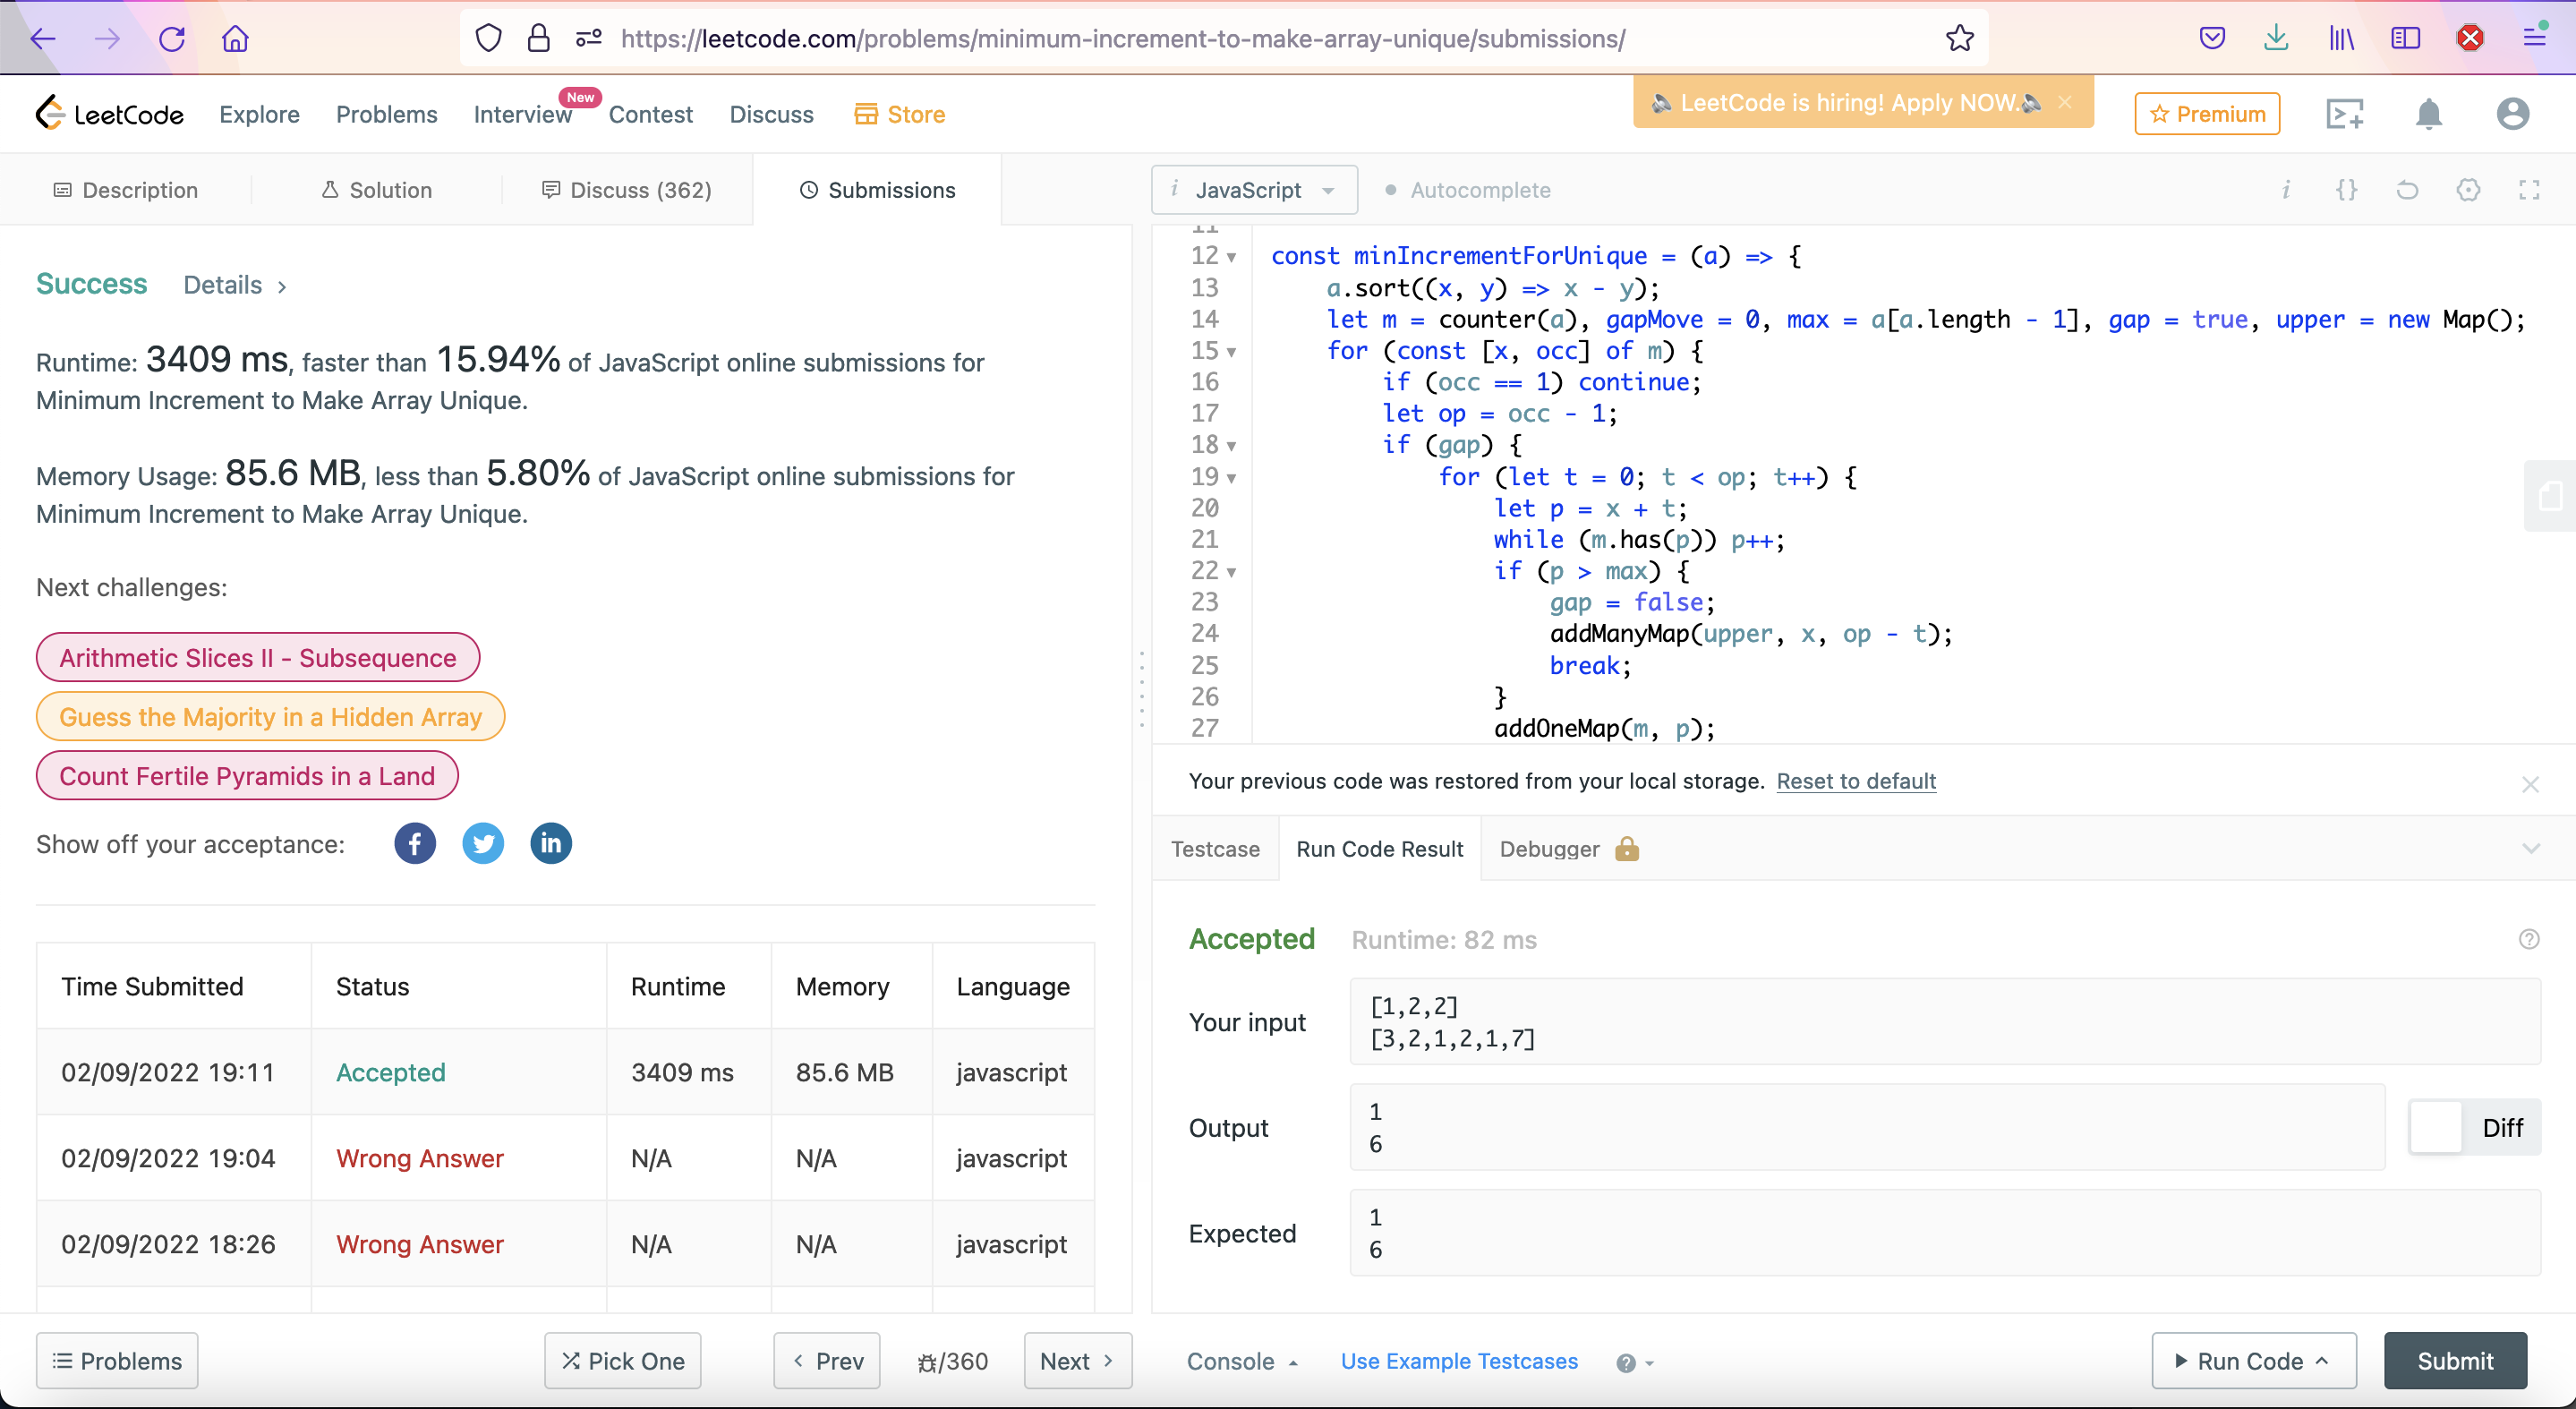 https://leetcode.com/problems/minimum-increment-to-make-array-unique/submissions/
LeetCode
Explore
Problems
Interview
New
Contest
Discuss
Store
LeetCode is hiring! Apply NOW.
Premium
Description
Solution
Discuss (362)
Submissions
i JavaScript
Autocomplete
Success
Details
Runtime: 3409 ms, faster than 15.94% of JavaScript online submissions for
Minimum Increment to Make Array Unique.
Memory Usage: 85.6 MB, less than 5.80% of JavaScript online submissions for
Minimum Increment to Make Array Unique.
Next challenges:
Arithmetic Slices II - Subsequence
Guess the Majority in a Hidden Array
Count Fertile Pyramids in a Land
Show off your acceptance:
Time Submitted Status Runtime Memory Language
02/09/2022 19:11 Accepted 3409 ms 85.6 MB javascript
02/09/2022 19:04 Wrong Answer N/A N/A javascript
02/09/2022 18:26 Wrong Answer N/A N/A javascript
Problems
Pick One
Prev
/360
Next
11
12 const minIncrementForUnique = (a) => {
13 a.sort((x, y) => x - y);
14 let m = counter(a), gapMove = 0, max = a[a.length - 1], gap = true, upper = new Map();
15 for (const [x, occ] of m) {
16 if (occ == 1) continue;
17 let op = occ - 1;
18 if (gap) {
19 for (let t = 0; t < op; t++) {
20 let p = x + t;
21 while (m.has(p)) p++;
22 if (p > max) {
23 gap = false;
24 addManyMap(upper, x, op - t);
25 break;
26 }
27 addOneMap(m, p);
Your previous code was restored from your local storage. Reset to default
Testcase
Run Code Result
Debugger
Accepted
Runtime: 82 ms
Your input
[1,2,2]
[3,2,1,2,1,7]
Output
1
6
Diff
Expected
1
6
Console
Use Example Testcases
Run Code
Submit